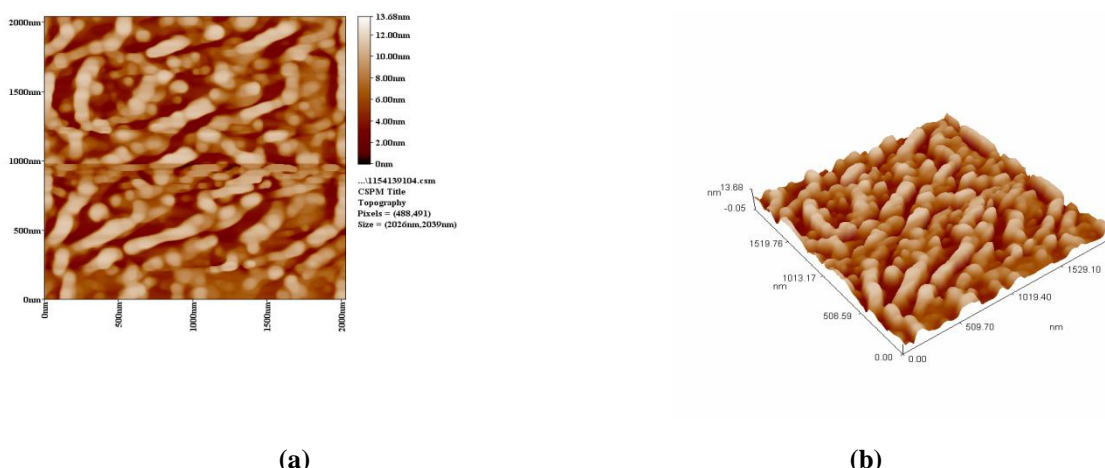 2000nm
1500nm
1000nm
500nm
0nm
0nm
500nm
1000nm
1500nm
2000nm
13.68nm
12.00nm
10.00nm
8.00nm
6.00nm
4.00nm
2.00nm
0nm
...\1154139104.csm
CSPM Title
Topography
Pixels = (488,491)
Size = (2026nm,2039nm)
nm
13.68
-0.05
1519.76
1013.17
nm
508.59
0.00
0.00
509.70
1019.40
nm
1529.10
(a)
(b)